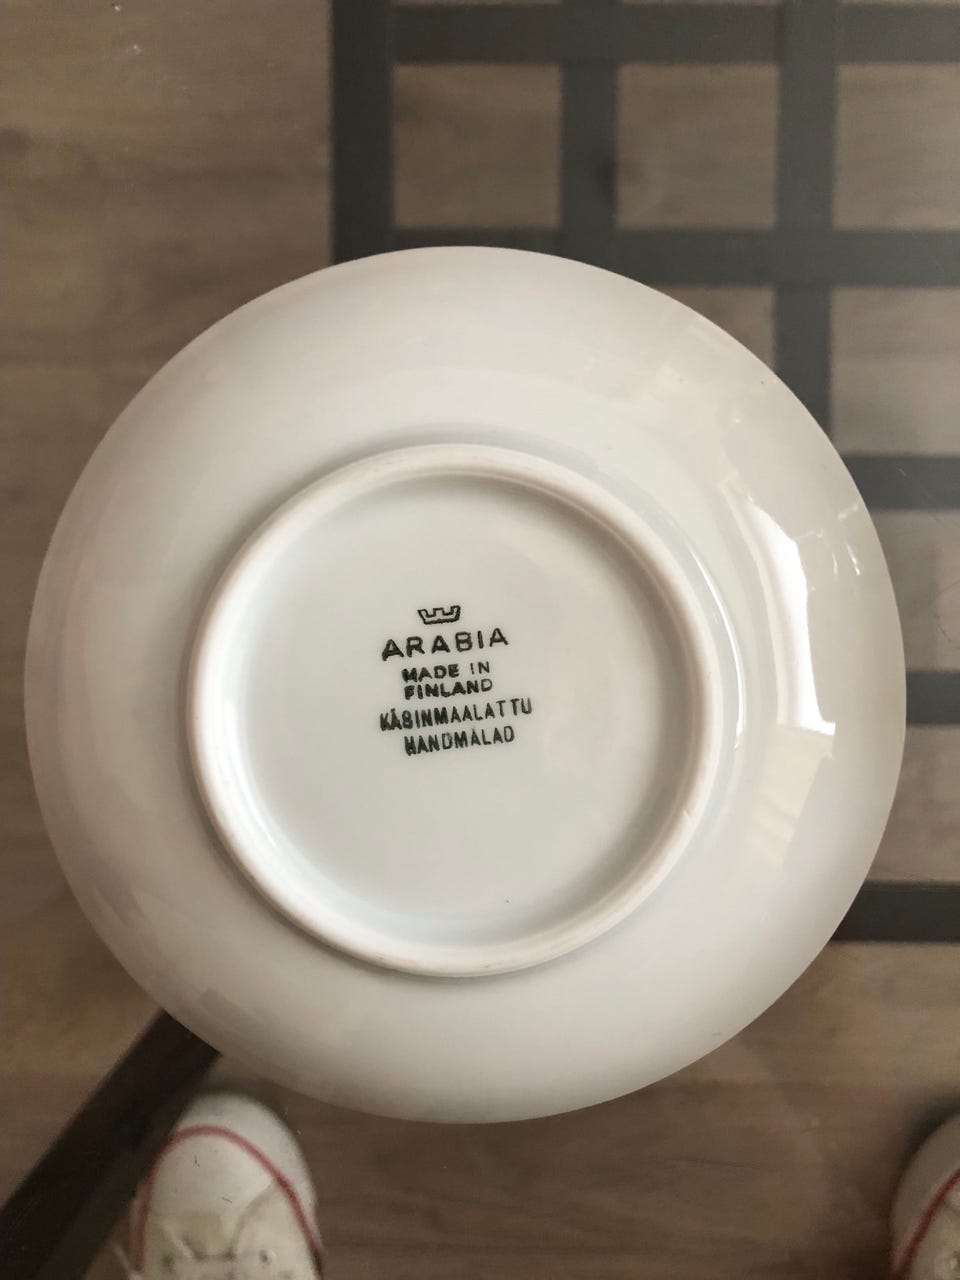 ARABIA
MADE IN
FINLAND
KÄSINMAALATTU
HANDMÅLAD